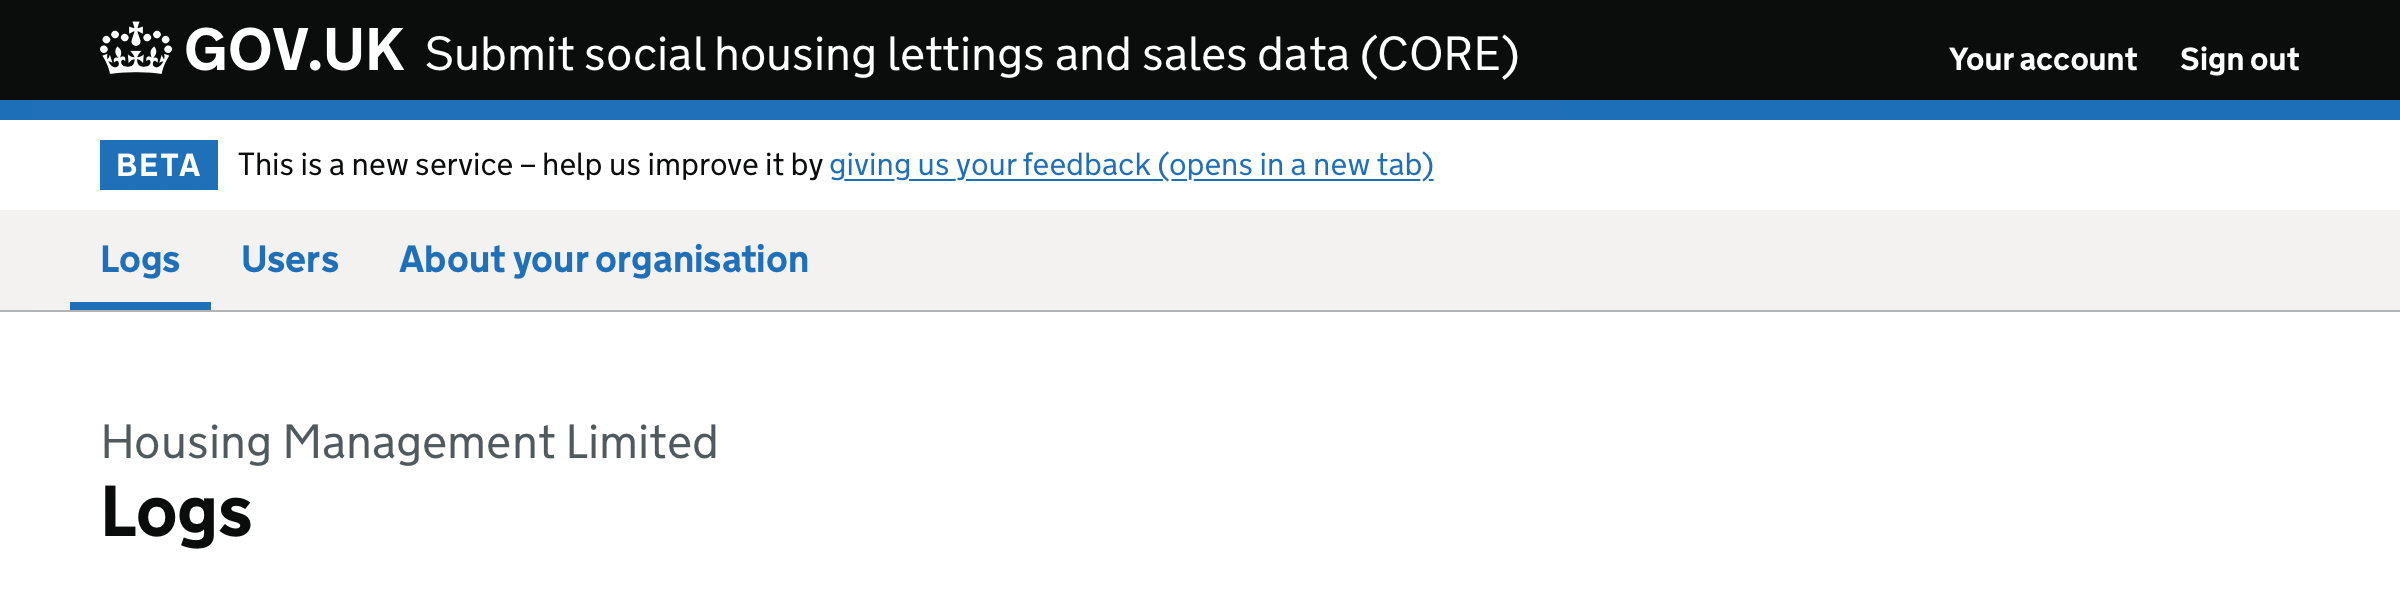 GOV.UK Submit social housing lettings and sales data (CORE) Your account Sign out
BETA This is a new service – help us improve it by giving us your feedback (opens in a new tab)
Logs Users About your organisation
Housing Management Limited
Logs